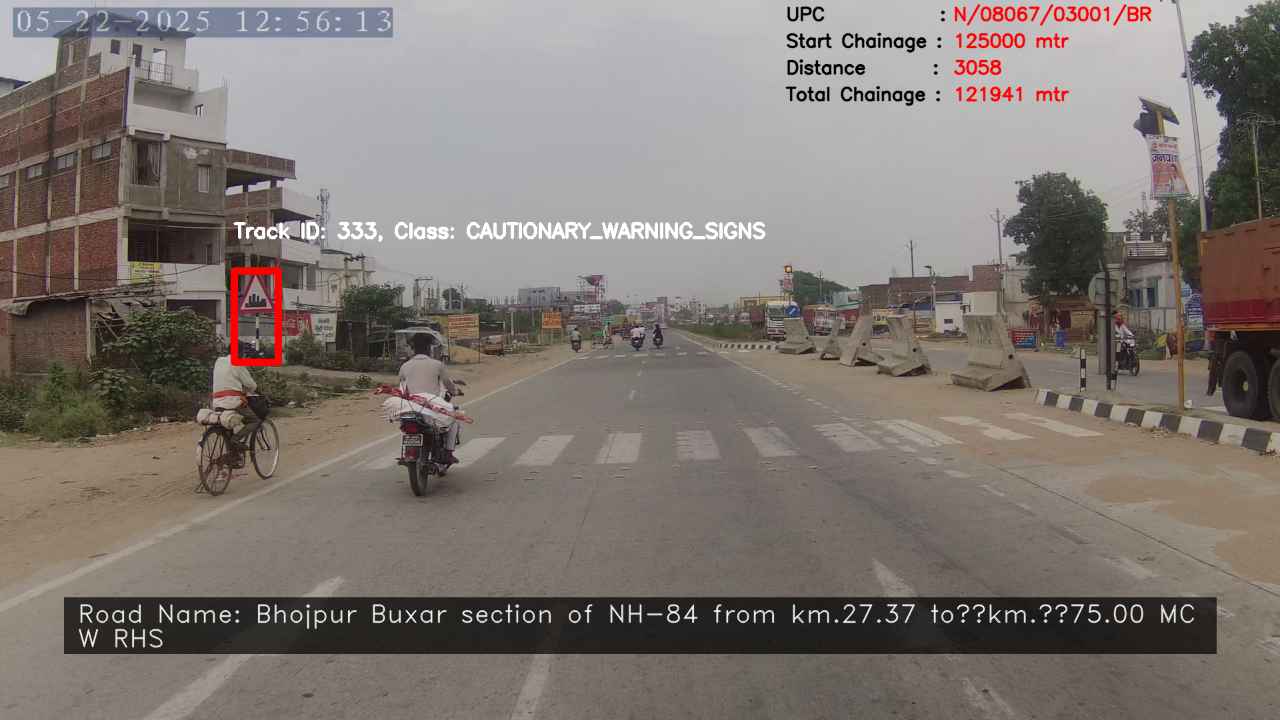 05-22-2025 12:56:13
UPC : N/08067/03001/BR
Start Chainage : 125000 mtr
Distance : 3058
Total Chainage : 121941 mtr
Track ID: 333, Class: CAUTIONARY_WARNING_SIGNS
Road Name: Bhojpur Buxar section of NH-84 from km.27.37 to??km.??75.00 MC
W RHS